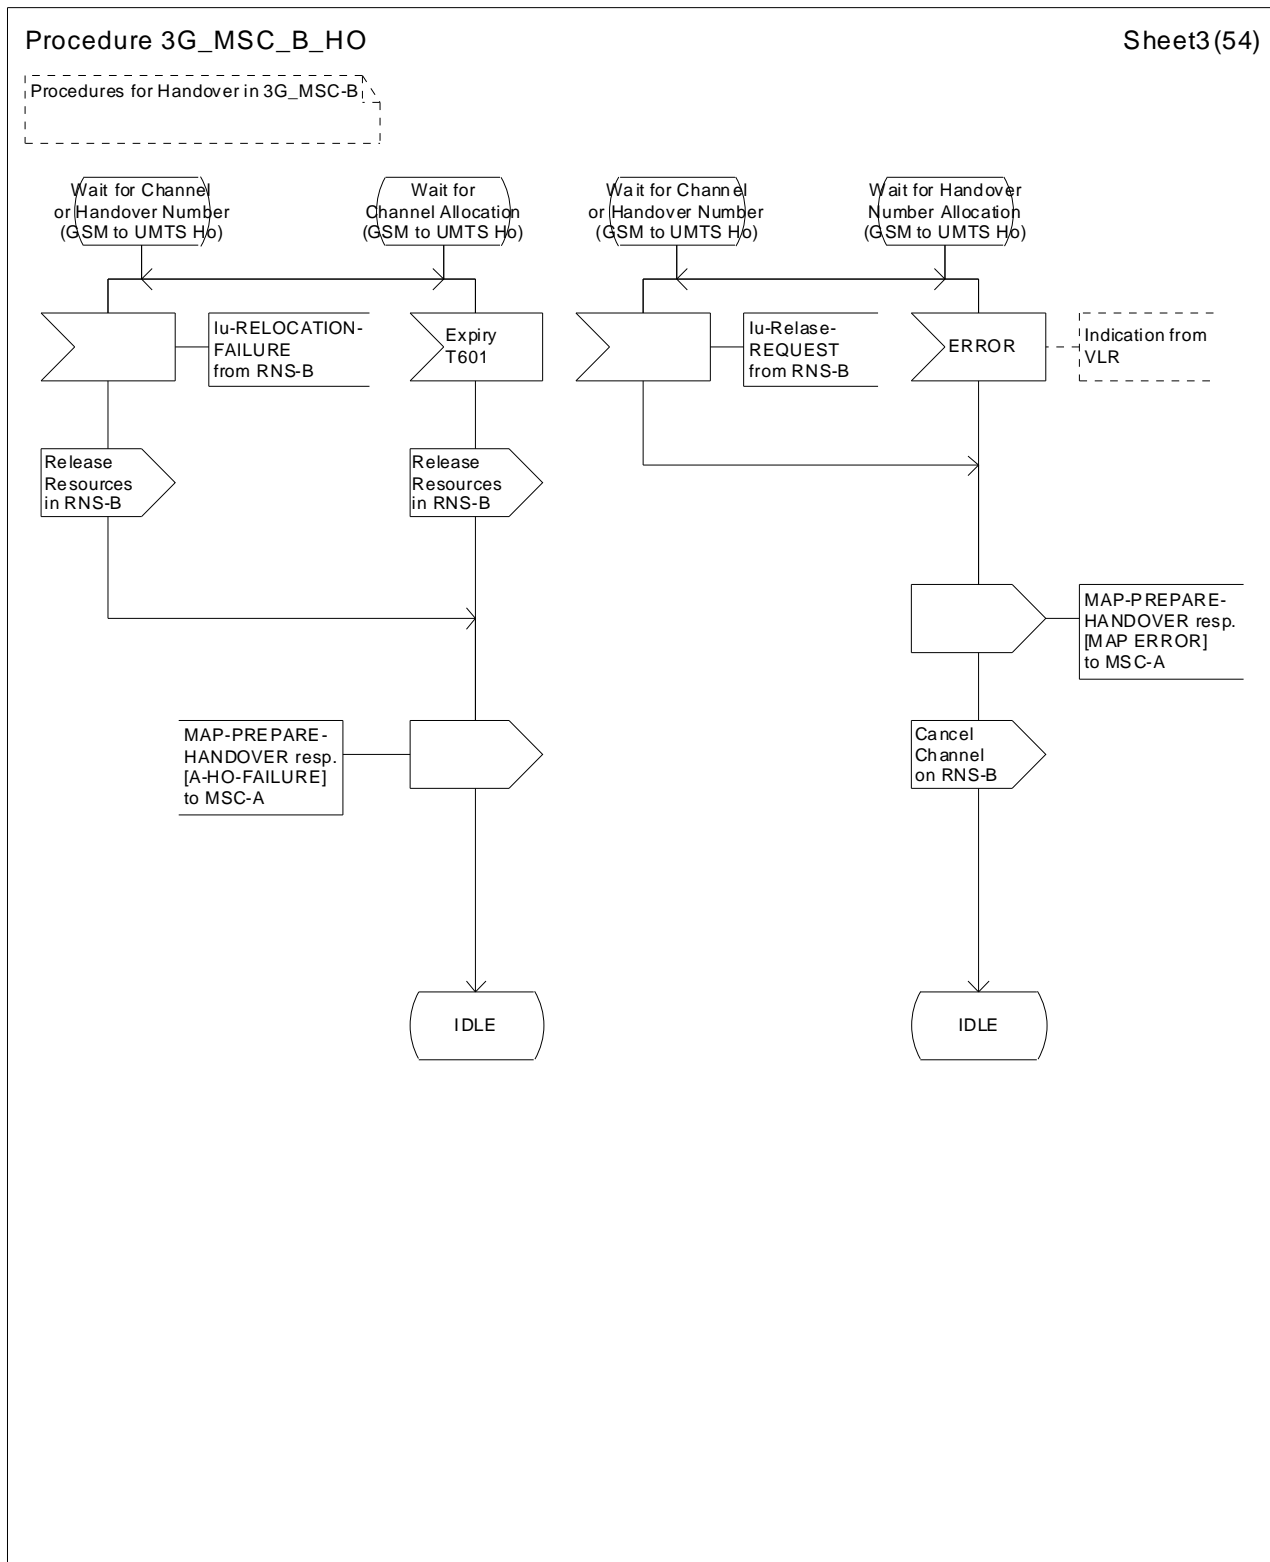 Procedure 3G_MSC_B_HO
Sheet3(54)
Procedures for Handover in 3G_MSC-B
Wait for Channel
or Handover Number
(GSM to UMTS Ho)
Wait for
Channel Allocation
(GSM to UMTS Ho)
Wait for Channel
or Handover Number
(GSM to UMTS Ho)
Wait for Handover
Number Allocation
(GSM to UMTS Ho)
Iu-RELOCATION-
FAILURE
from RNS-B
Expiry
T601
Iu-Relase-
REQUEST
from RNS-B
ERROR
Indication from
VLR
Release
Resources
in RNS-B
Release
Resources
in RNS-B
MAP-PREPARE-
HANDOVER resp.
[MAP ERROR]
to MSC-A
MAP-PREPARE-
HANDOVER resp.
[A-HO-FAILURE]
to MSC-A
Cancel
Channel
on RNS-B
IDLE
IDLE